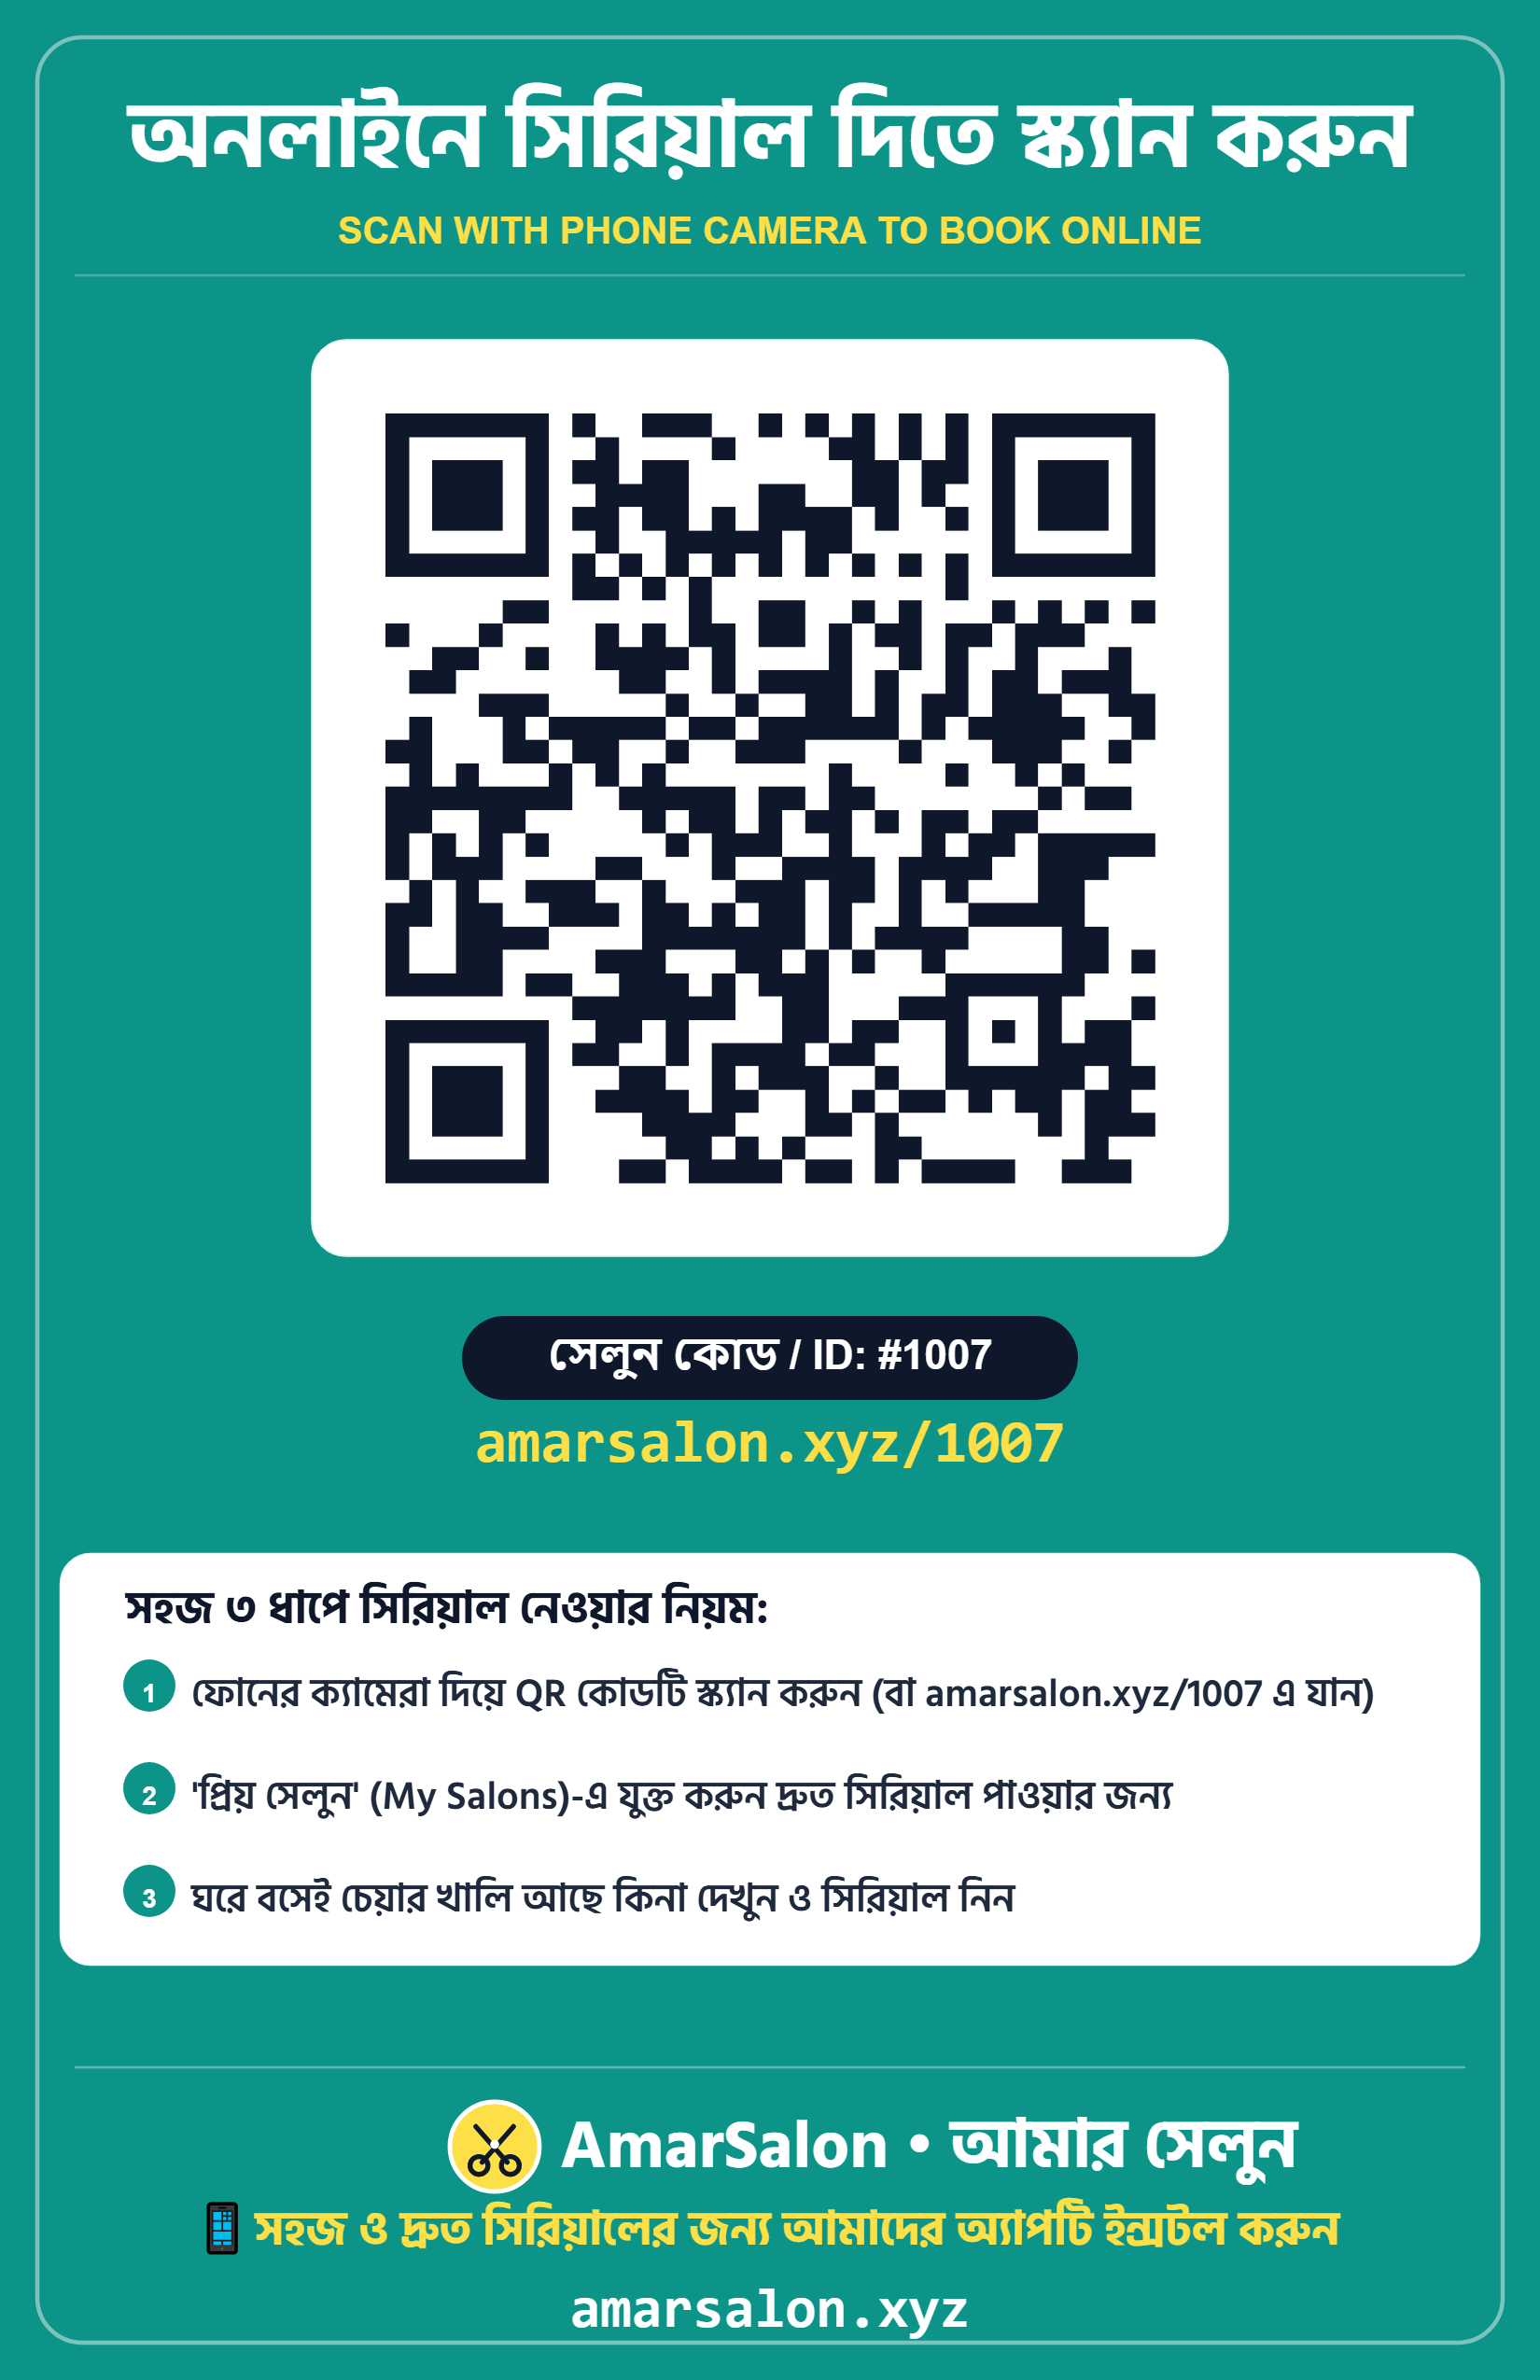 অনলাইনে সিরিয়াল দিতে স্ক্যান করুন
SCAN WITH PHONE CAMERA TO BOOK ONLINE
সেলুন কোড / ID: #1007
amarsalon.xyz/1007
সহজ ৩ ধাপে সিরিয়াল নেওয়ার নিয়ম:
1 ফোনের ক্যামেরা দিয়ে QR কোডটি স্ক্যান করুন (বা amarsalon.xyz/1007 এ যান)
2 'প্রিয় সেলুন' (My Salons)-এ যুক্ত করুন দ্রুত সিরিয়াল পাওয়ার জন্য
3 ঘরে বসেই চেয়ার খালি আছে কিনা দেখুন ও সিরিয়াল নিন
AmarSalon • আমার সেলুন
সহজ ও দ্রুত সিরিয়ালের জন্য আমাদের অ্যাপটি ইন্সটল করুন
amarsalon.xyz